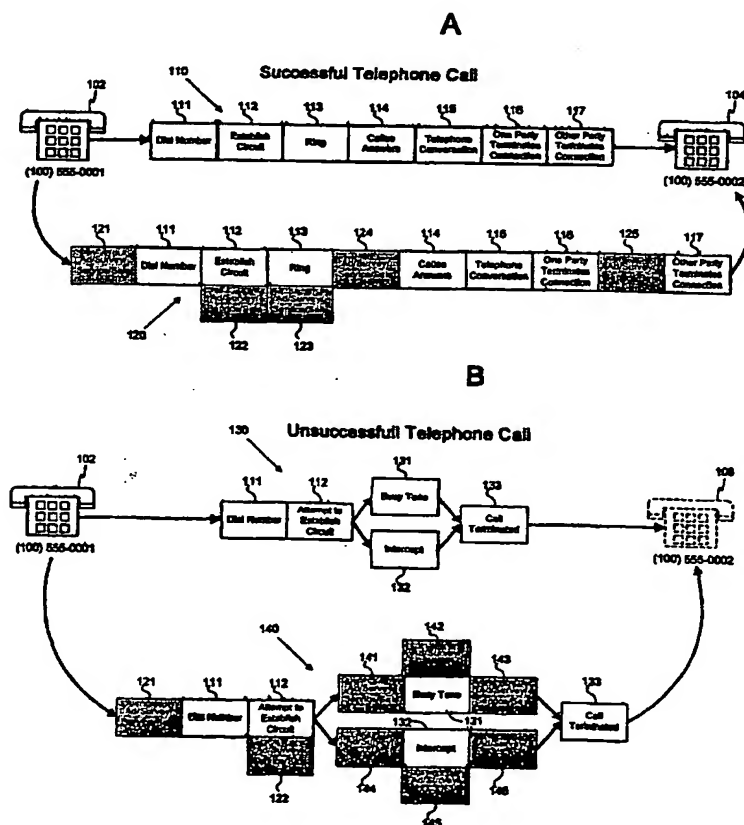 A
Successful Telephone Call
102
110
111
112
113
114
115
116
117
104
Dial Number
Establish
Circuit
Ring
Callee
Answers
Telephone
Conversation
One Party
Terminates
Connection
Other Party
Terminates
Connection
(100) 555-0001
(100) 555-0002
121
111
112
113
124
114
116
116
125
117
Dial Number
Establish
Circuit
Ring
Callee
Answers
Telephone
Conversation
One Party
Terminates
Connection
Other Party
Terminates
Connection
120
122
123
B
Unsuccessfull Telephone Call
130
102
111
112
131
133
106
Dial Number
Attempt to
Establish
Circuit
Busy Tone
Intercept
Call
Terminated
132
(100) 555-0001
(100) 555-0002
140
142
121
111
112
141
143
133
Dial Number
Attempt to
Establish
Circuit
Busy Tone
132
131
Intercept
Call
Terminated
122
144
145